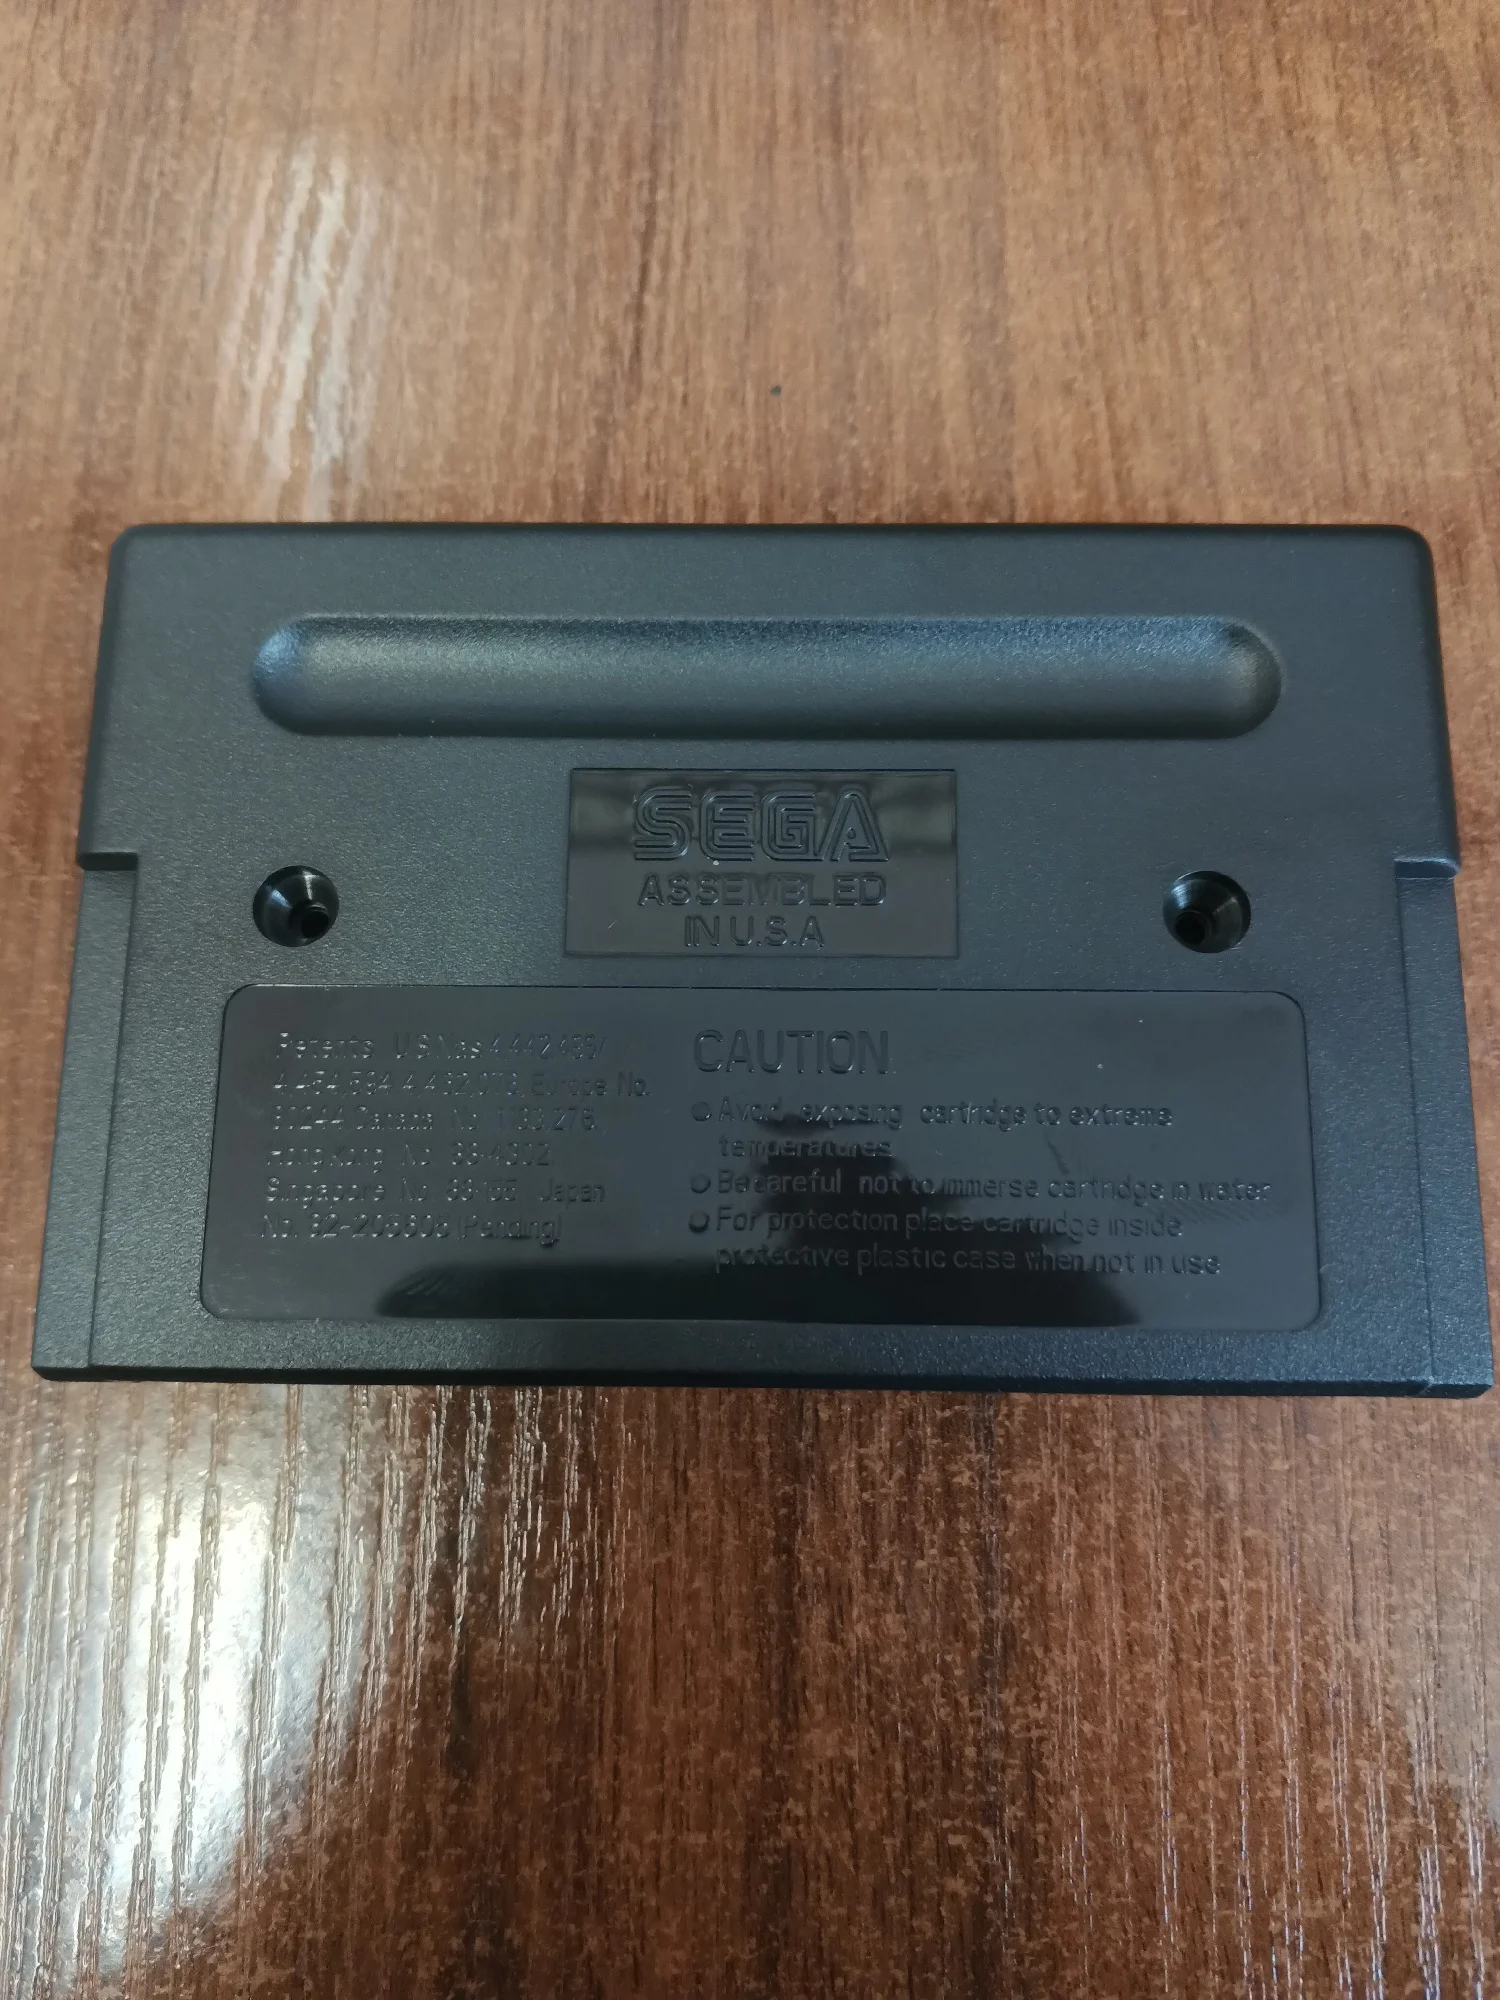 SEGA
ASSEMBLED
IN U.S.A
Patents U.S.Nos 4,442,486/
4,454,594 4,462,076, Europe No.
80244 Canada No 1,183,276,
Hong Kong No 88-4302
Singapore No 88-155 Japan
No. 82-205605 (Pending)
CAUTION
Avoid exposing cartridge to extreme
temperatures
Be careful not to immerse cartridge in water
For protection place cartridge inside
protective plastic case when not in use